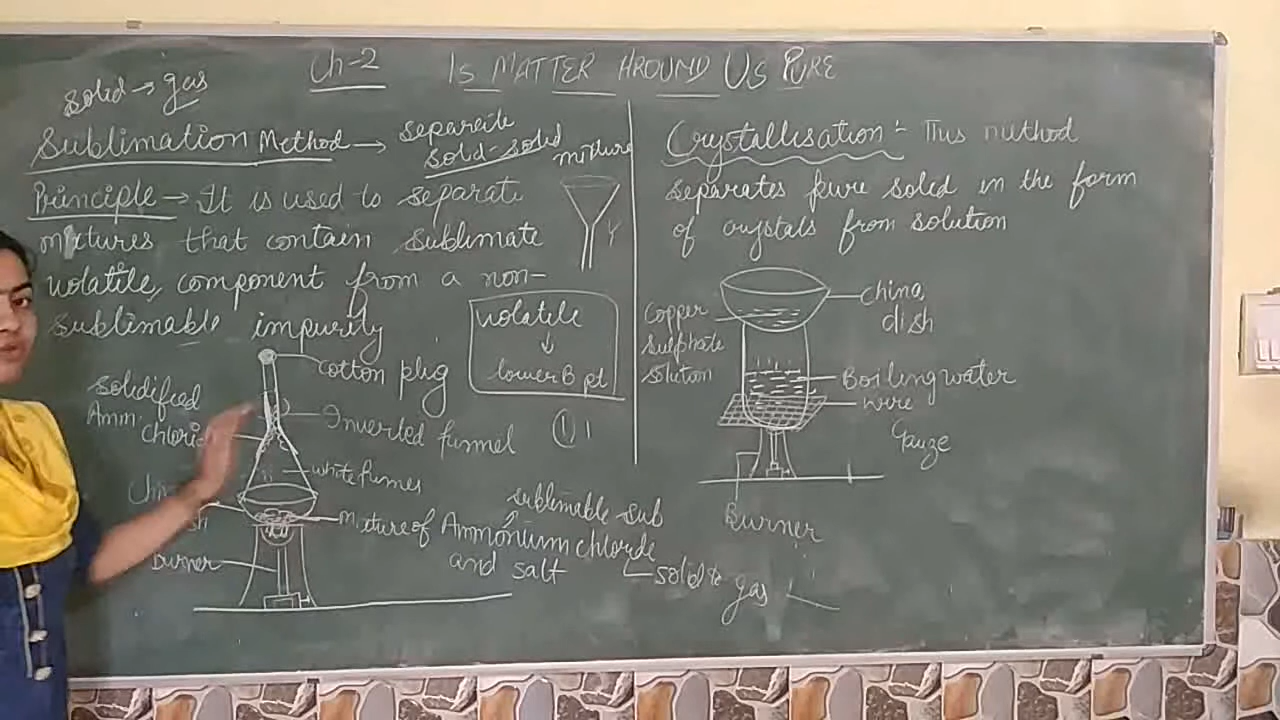 Ch-2 IS MATTER AROUND US PURE
solid → gas
Sublimation Method → separate
solid-solid
mixture
Principle → It is used to separate
mixtures that contain sublimate
volatile, component from a non-
sublimable impurity
volatile
↓
lower B pt
cotton plug
solidified
Amm.
Inverted funnel
white fumes
sublimable sub
mixture of Ammonium chloride
and salt
solid to gas
Burner
Crystallisation :- This method
separates pure solid in the form
of crystals from solution
china
dish
Copper
sulphate
solution
Boiling water
wire
Gauze
Burner